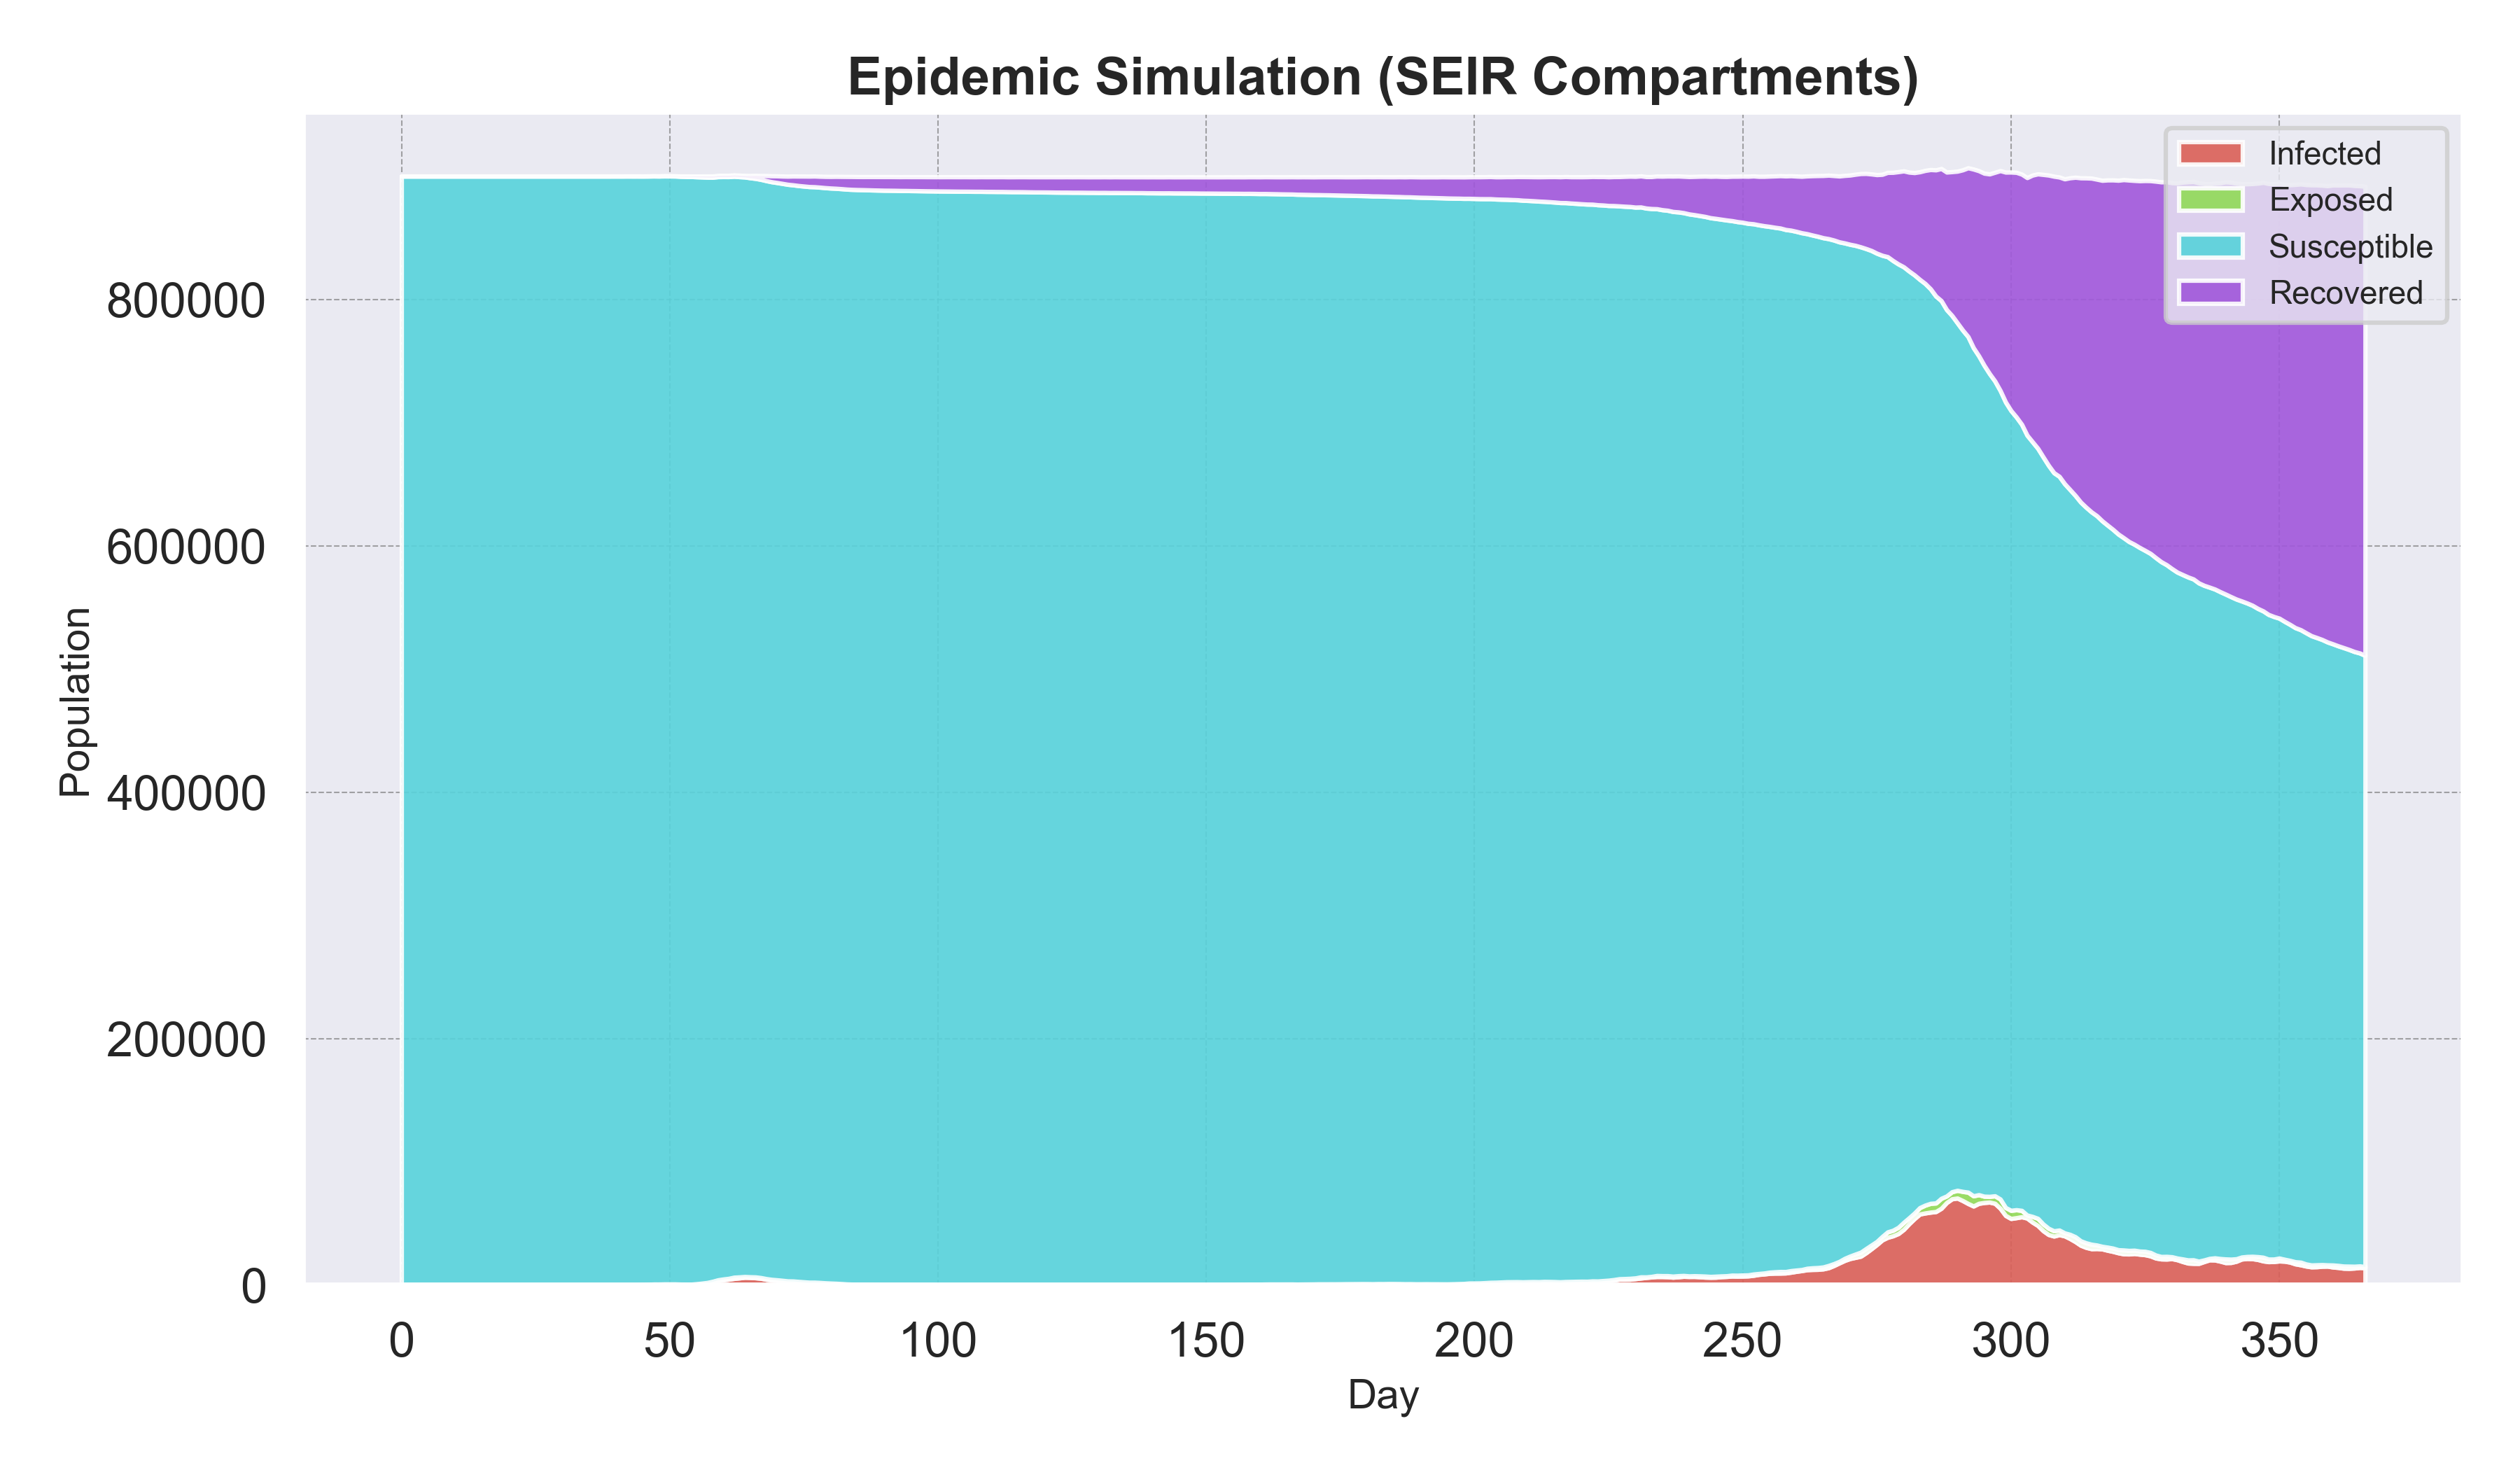 Epidemic Simulation (SEIR Compartments)
Infected
Exposed
Susceptible
Recovered
800000
600000
400000
200000
0
Population
0 50 100 150 200 250 300 350
Day